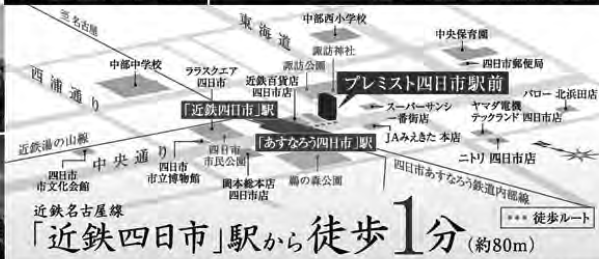 至 名古屋
東海道
中部西小学校
中央保育園
諏訪神社
四日市郵便局
中部中学校
ララスクエア
四日市
諏訪公園
近鉄百貨店
四日市店
プレミスト四日市駅前
西浦通り
バロー 北浜田店
「近鉄四日市」駅
スーパーサンシ
一番街店
ヤマダ電機
テックランド 四日市店
JAみえきた 本店
近鉄湯の山線
中央通り
四日市
市民公園
「あすなろう四日市」駅
ニトリ 四日市店
四日市
市文化会館
四日市
市立博物館
岡本総本店
四日市店
鵜の森公園
四日市あすなろう鉄道内部線
近鉄名古屋線
徒歩ルート
「近鉄四日市」駅から徒歩1分(約80m)